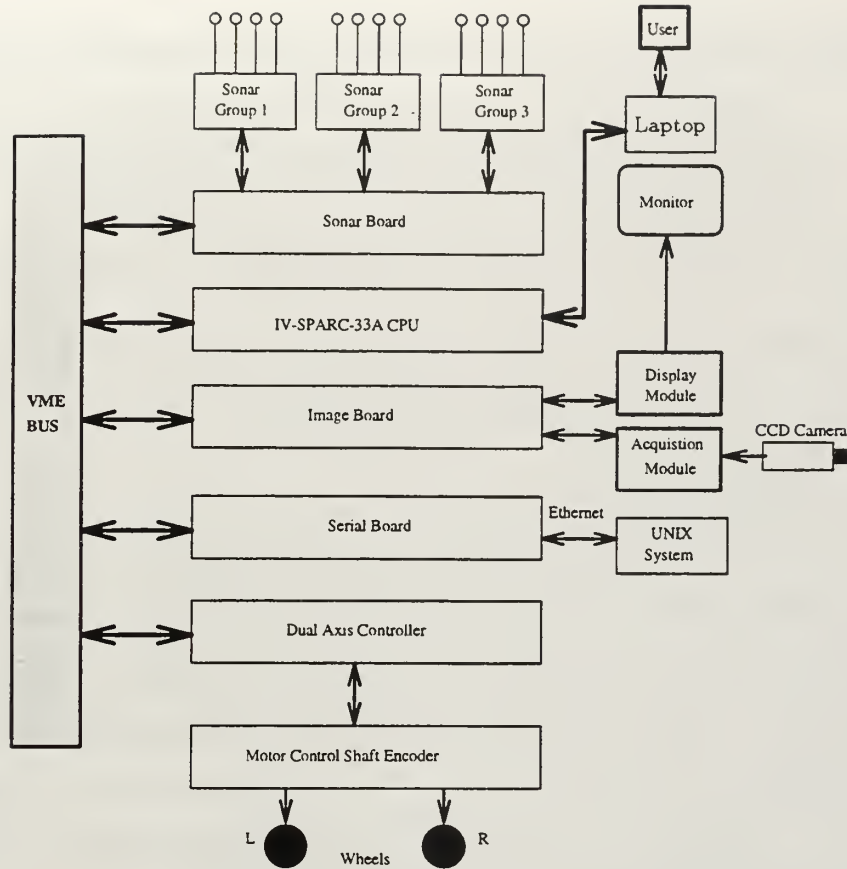 User
Sonar
Group 1
Sonar
Group 2
Sonar
Group 3
Laptop
Sonar Board
Monitor
IV-SPARC-33A CPU
Display
Module
VME
BUS
Image Board
CCD Camera
Acquistion
Module
Serial Board
Ethernet
UNIX
System
Dual Axis Controller
Motor Control Shaft Encoder
L
R
Wheels